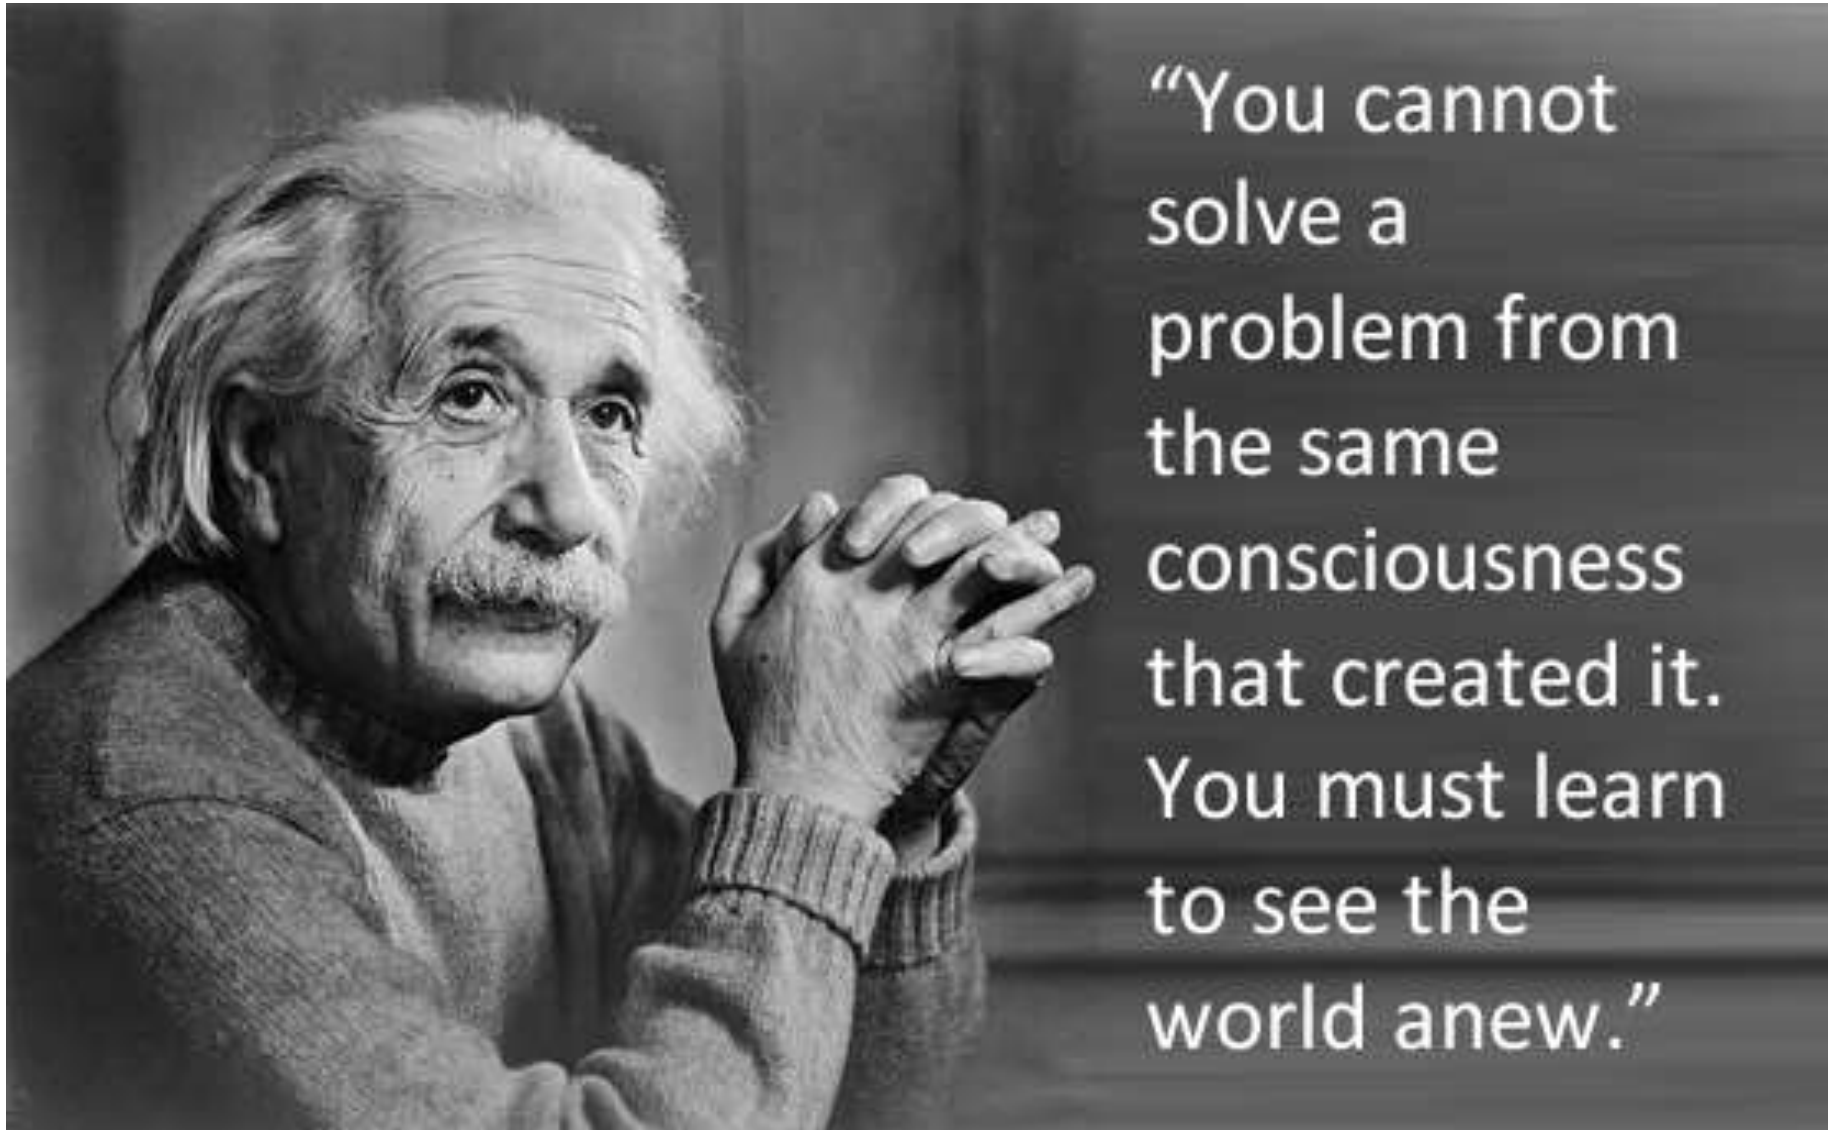 “You cannot
solve a
problem from
the same
consciousness
that created it.
You must learn
to see the
world anew.”